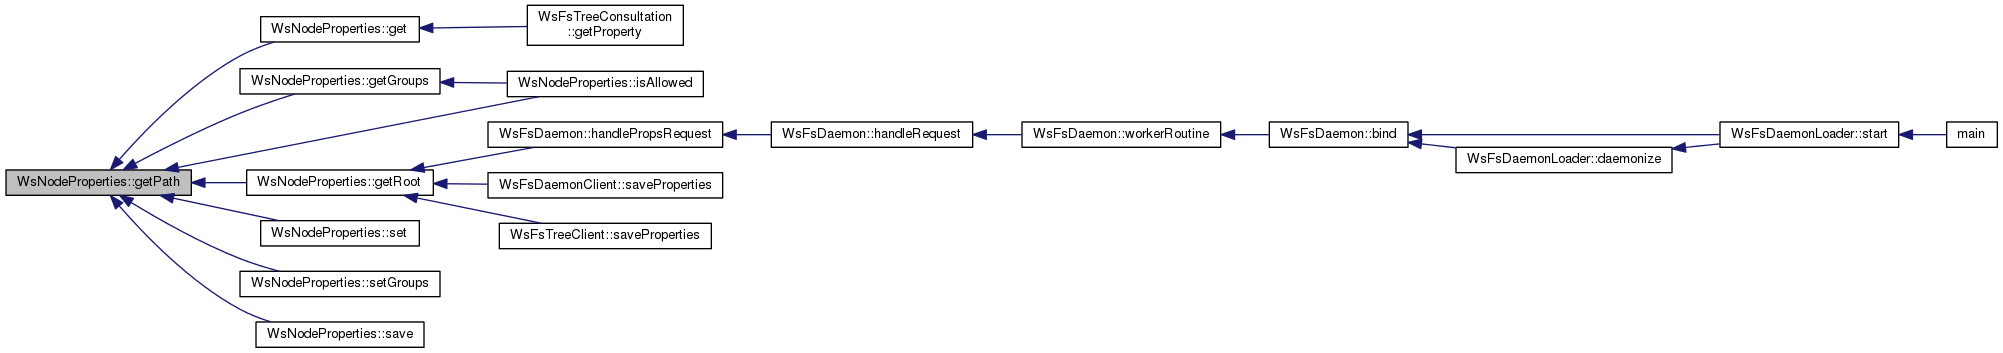 WsNodeProperties::get
WsFsTreeConsultation
::getProperty
WsNodeProperties::getGroups
WsNodeProperties::isAllowed
WsFsDaemon::handlePropsRequest
WsFsDaemon::handleRequest
WsFsDaemon::workerRoutine
WsFsDaemon::bind
WsFsDaemonLoader::start
main
WsFsDaemonLoader::daemonize
WsNodeProperties::getPath
WsNodeProperties::getRoot
WsFsDaemonClient::saveProperties
WsNodeProperties::set
WsFsTreeClient::saveProperties
WsNodeProperties::setGroups
WsNodeProperties::save